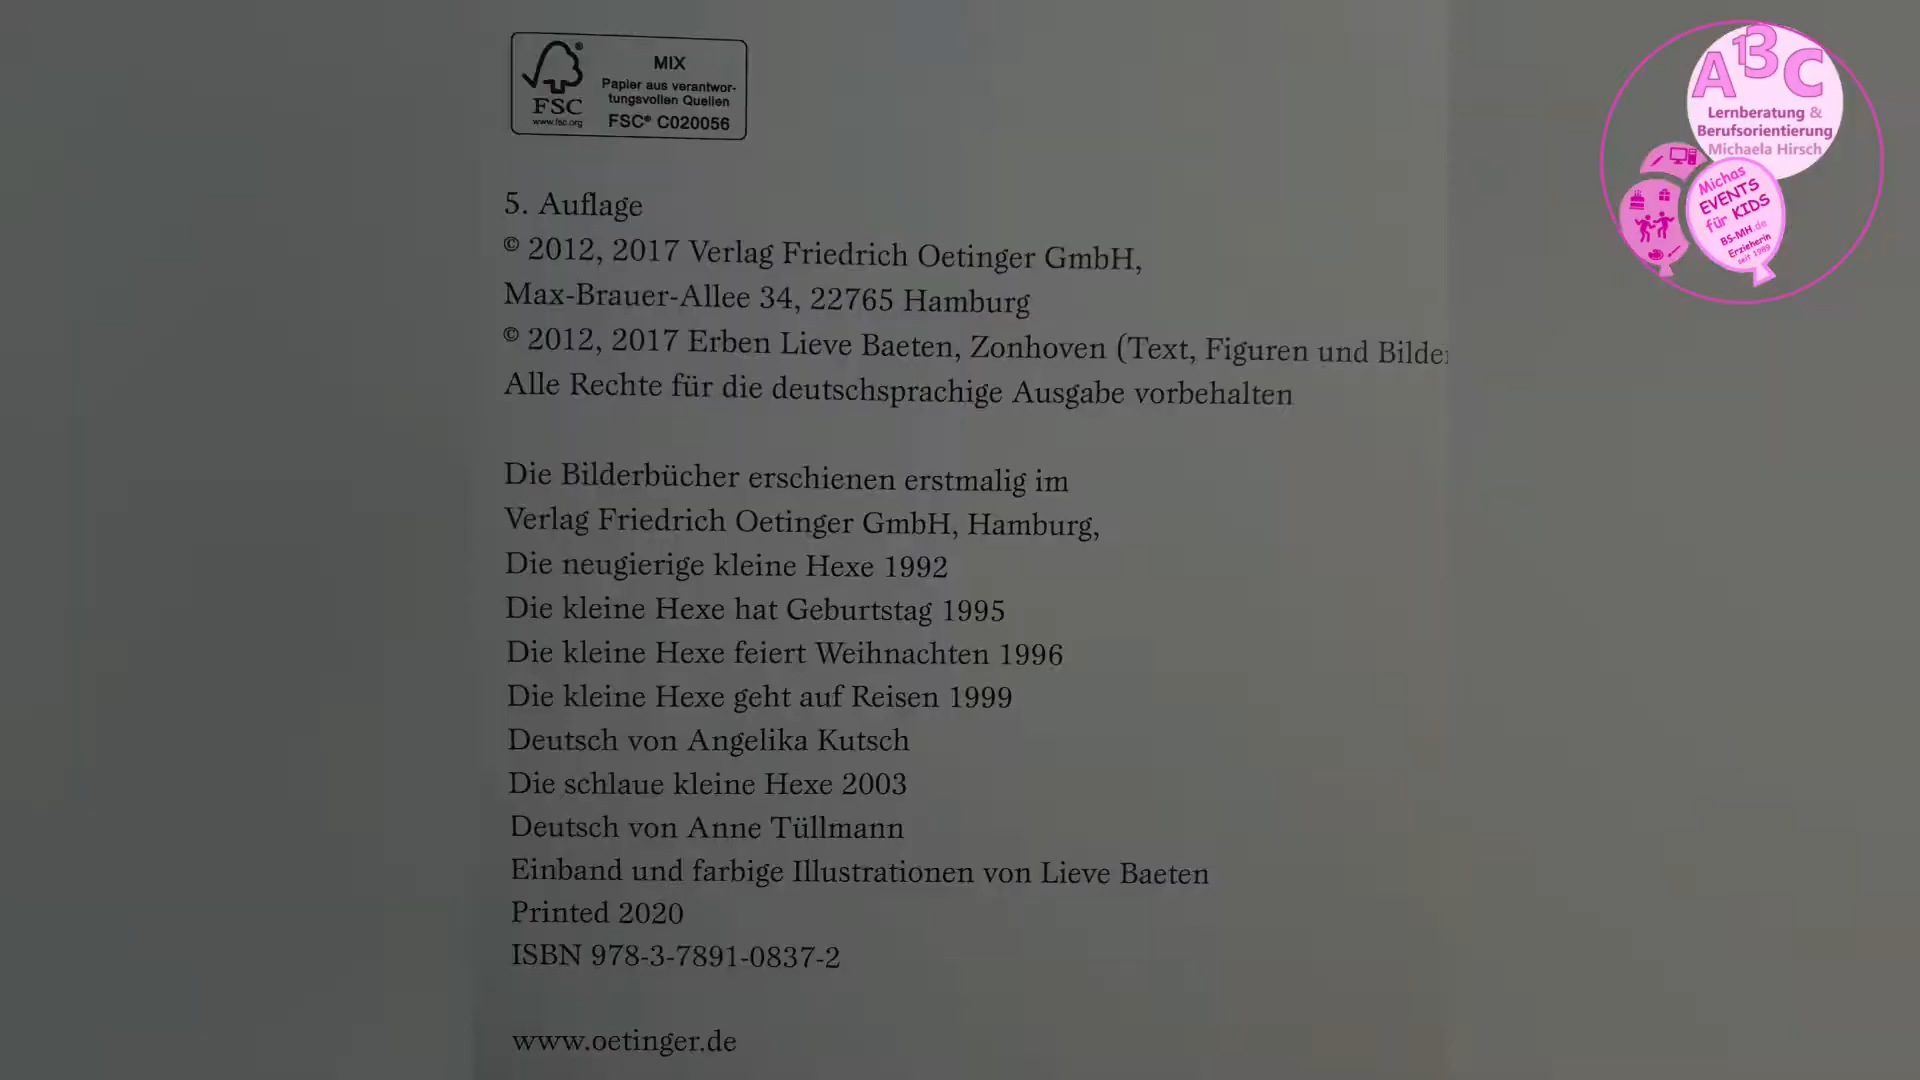 MIX
Papier aus verantwor-
tungsvollen Quellen
FSC® C020056
FSC
www.fsc.org
5. Auflage
© 2012, 2017 Verlag Friedrich Oetinger GmbH,
Max-Brauer-Allee 34, 22765 Hamburg
© 2012, 2017 Erben Lieve Baeten, Zonhoven (Text, Figuren und Bilde
Alle Rechte für die deutschsprachige Ausgabe vorbehalten
Die Bilderbücher erschienen erstmalig im
Verlag Friedrich Oetinger GmbH, Hamburg,
Die neugierige kleine Hexe 1992
Die kleine Hexe hat Geburtstag 1995
Die kleine Hexe feiert Weihnachten 1996
Die kleine Hexe geht auf Reisen 1999
Deutsch von Angelika Kutsch
Die schlaue kleine Hexe 2003
Deutsch von Anne Tüllmann
Einband und farbige Illustrationen von Lieve Baeten
Printed 2020
ISBN 978-3-7891-0837-2
www.oetinger.de
A13C
Lernberatung &
Berufsorientierung
Michaela Hirsch
Michas
EVENTS
für KIDS
BS-MH.de
Erzieherin
seit 1989